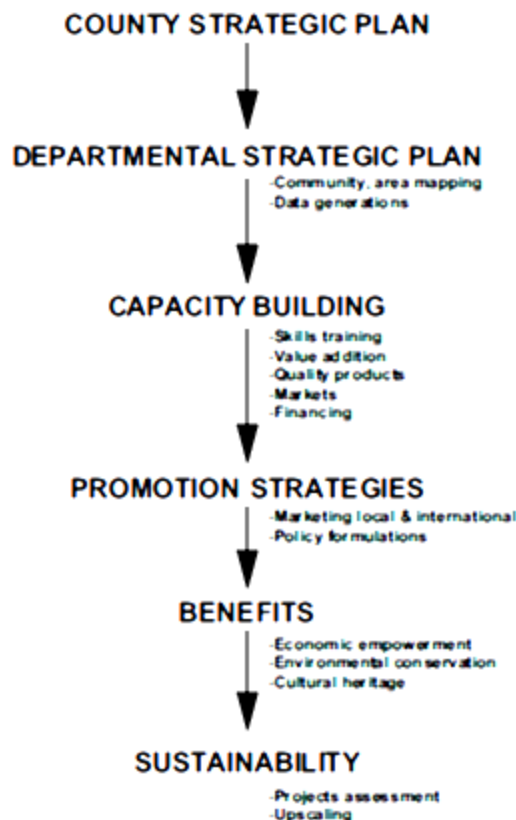 COUNTY STRATEGIC PLAN
DEPARTMENTAL STRATEGIC PLAN
-Community, area mapping
-Data generations
CAPACITY BUILDING
-Skills training
-Value addition
-Quality products
-Markets
-Financing
PROMOTION STRATEGIES
-Marketing local & international
-Policy formulations
BENEFITS
-Economic empowerment
-Environmental conservation
-Cultural heritage
SUSTAINABILITY
-Projects assessment
-Upscaling